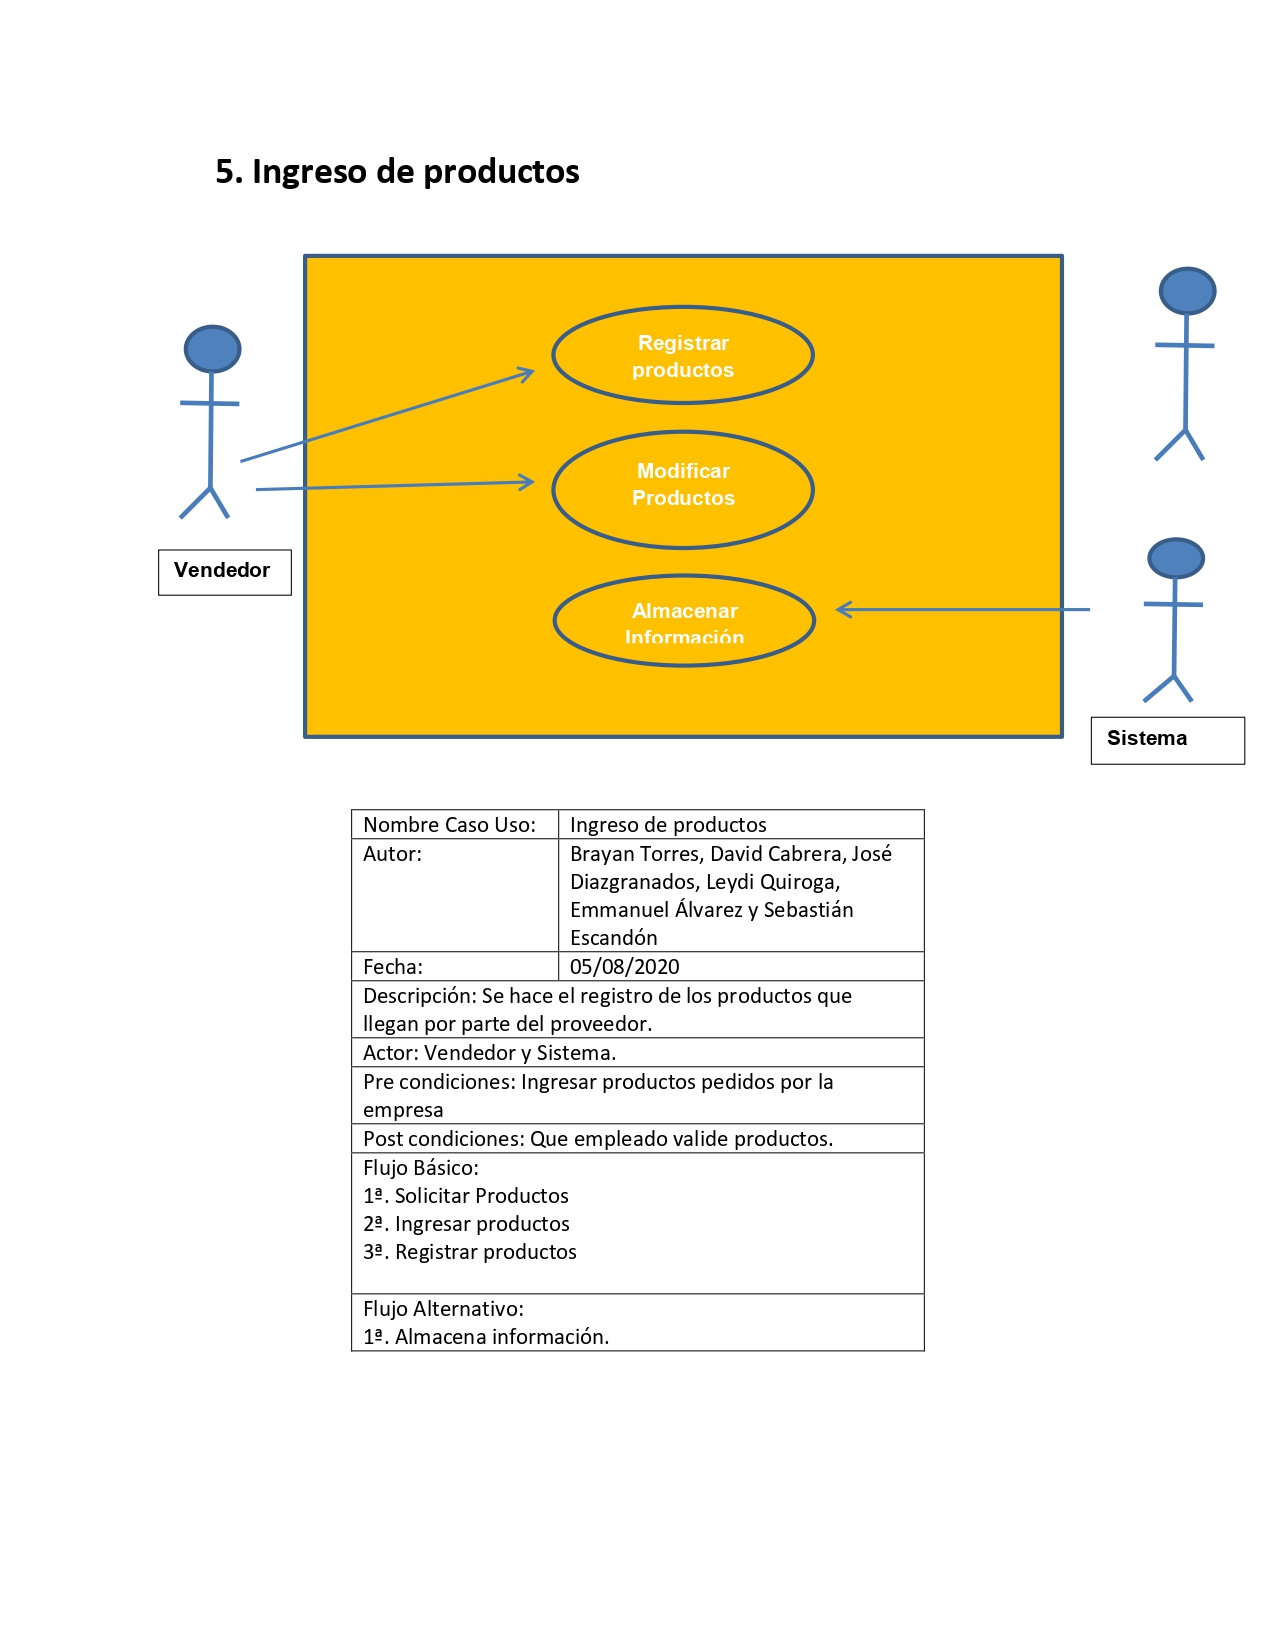 5. Ingreso de productos
Registrar
productos
Modificar
Productos
Vendedor
Almacenar
Información
Sistema
Nombre Caso Uso: Ingreso de productos
Autor: Brayan Torres, David Cabrera, José
Diazgranados, Leydi Quiroga,
Emmanuel Álvarez y Sebastián
Escandón
Fecha: 05/08/2020
Descripción: Se hace el registro de los productos que
llegan por parte del proveedor.
Actor: Vendedor y Sistema.
Pre condiciones: Ingresar productos pedidos por la
empresa
Post condiciones: Que empleado valide productos.
Flujo Básico:
1ª. Solicitar Productos
2ª. Ingresar productos
3ª. Registrar productos
Flujo Alternativo:
1ª. Almacena información.